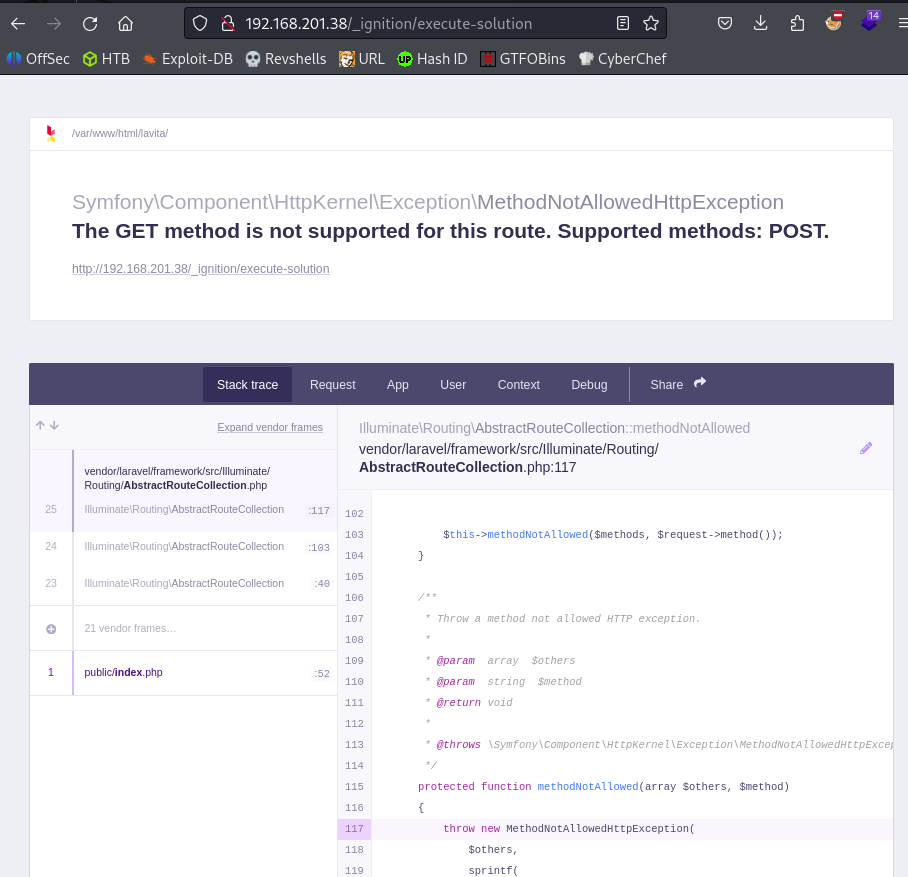 192.168.201.38/_ignition/execute-solution
14
OffSec HTB Exploit-DB Revshells URL UP Hash ID GTFOBins CyberChef
/var/www/html/lavita/
Symfony\Component\HttpKernel\Exception\MethodNotAllowedHttpException
The GET method is not supported for this route. Supported methods: POST.
http://192.168.201.38/_ignition/execute-solution
Stack trace Request App User Context Debug Share
Expand vendor frames
vendor/laravel/framework/src/Illuminate/
Routing/AbstractRouteCollection.php
25 Illuminate\Routing\AbstractRouteCollection :117
24 Illuminate\Routing\AbstractRouteCollection :103
23 Illuminate\Routing\AbstractRouteCollection :40
21 vendor frames…
1 public/index.php :52
Illuminate\Routing\AbstractRouteCollection::methodNotAllowed
vendor/laravel/framework/src/Illuminate/Routing/
AbstractRouteCollection.php:117
102
103 $this->methodNotAllowed($methods, $request->method());
104 }
105
106 /**
107 * Throw a method not allowed HTTP exception.
108 *
109 * @param array $others
110 * @param string $method
111 * @return void
112 *
113 * @throws \Symfony\Component\HttpKernel\Exception\MethodNotAllowedHttpExcep
114 */
115 protected function methodNotAllowed(array $others, $method)
116 {
117 throw new MethodNotAllowedHttpException(
118 $others,
119 sprintf(